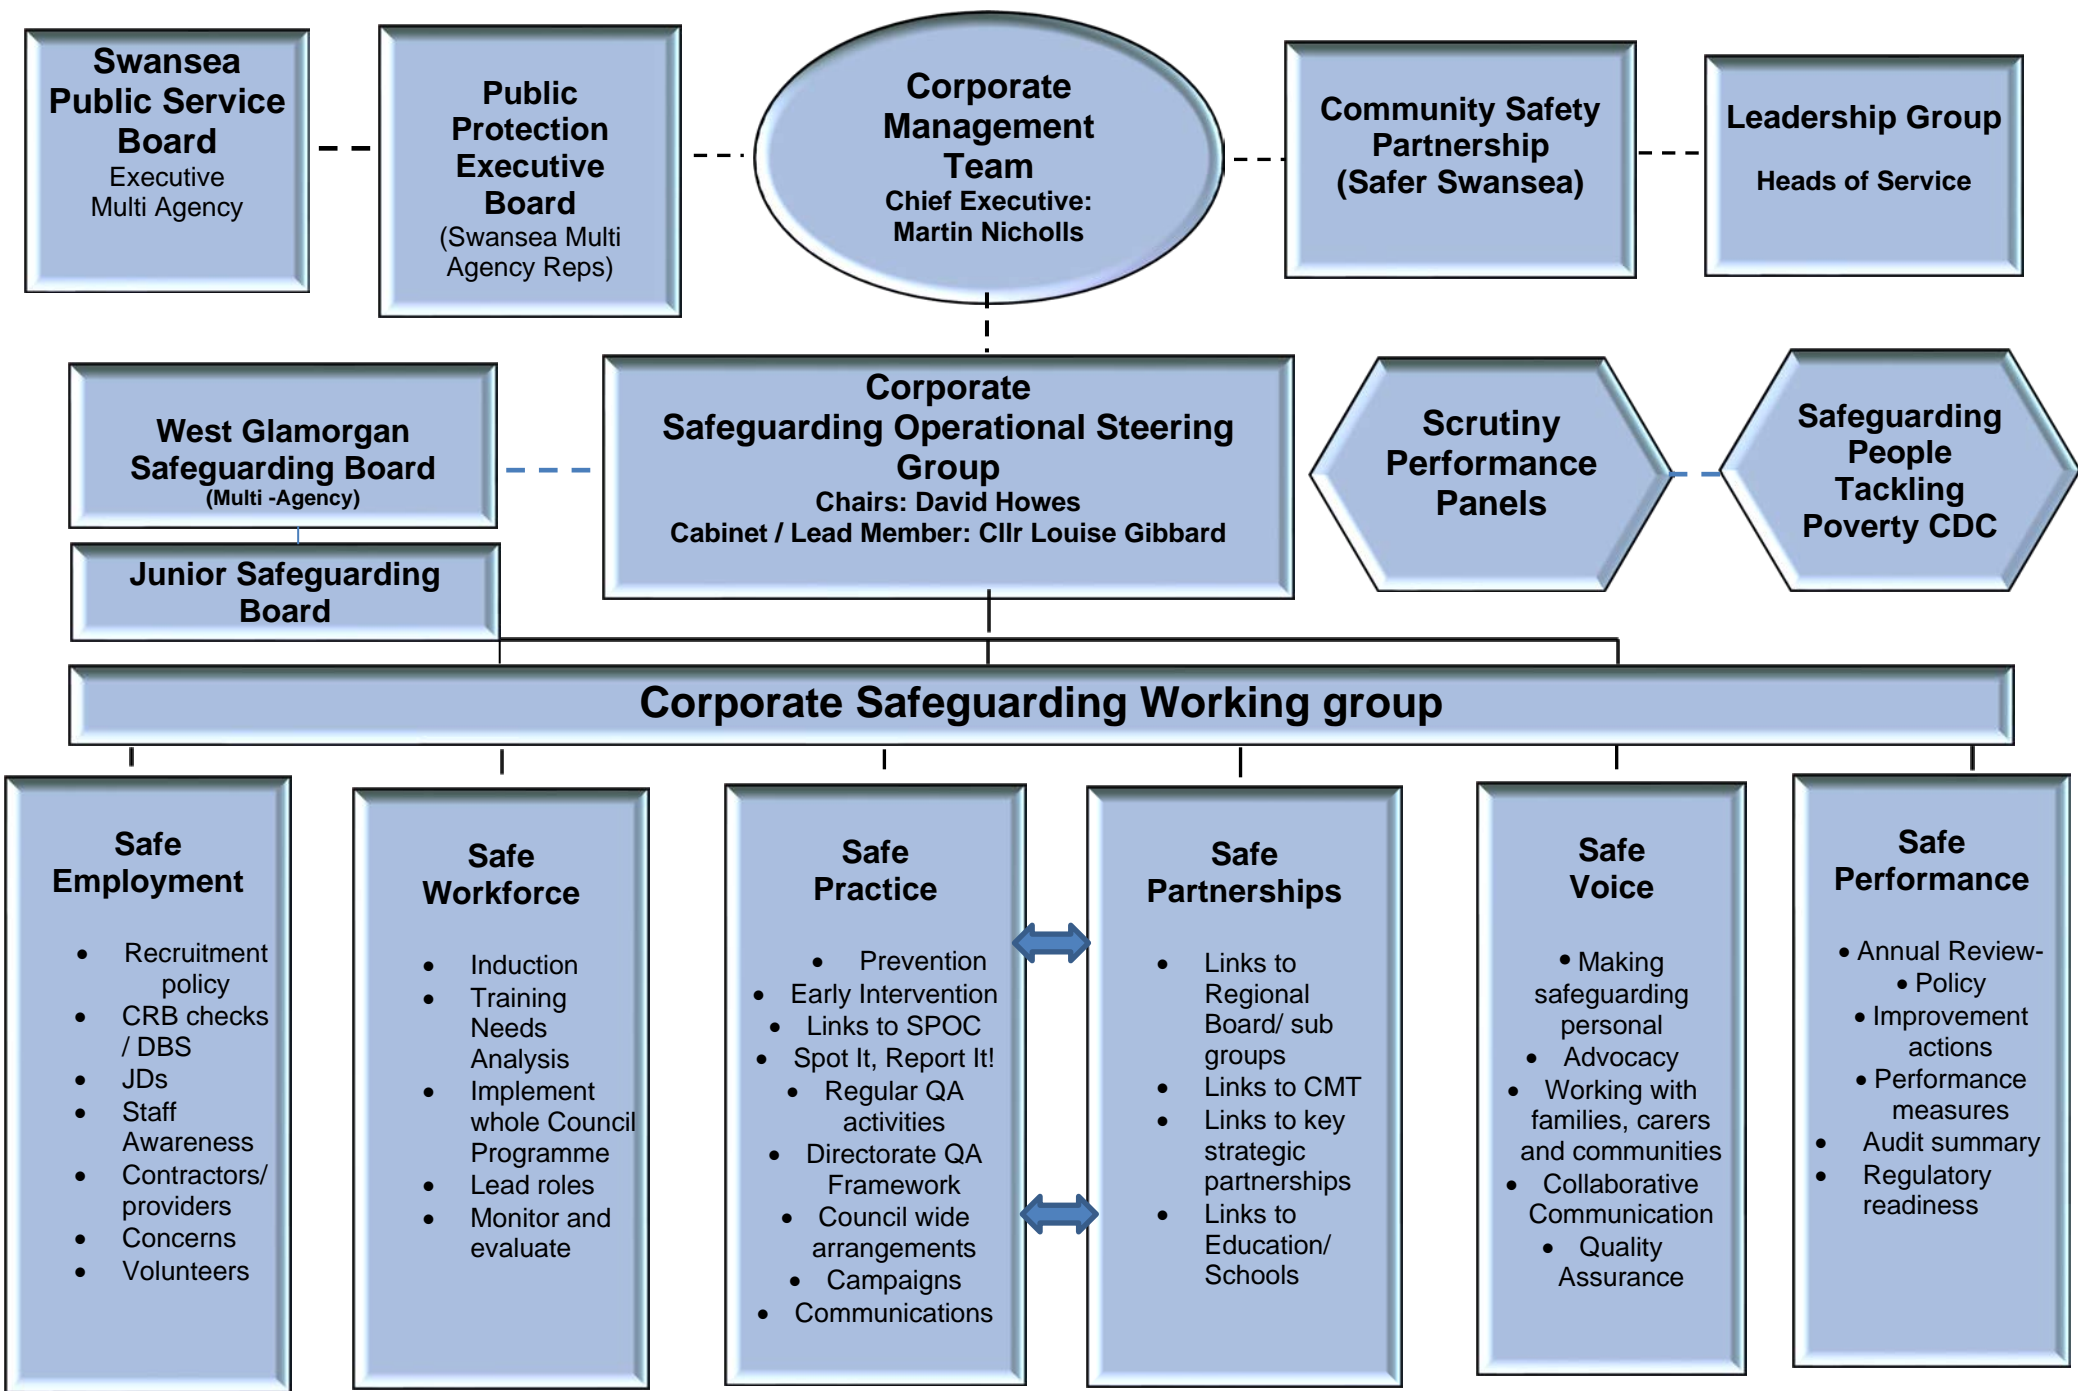 Swansea
Public Service
Board
Executive
Multi Agency
Public
Protection
Executive
Board
(Swansea Multi
Agency Reps)
Corporate
Management
Team
Chief Executive:
Martin Nicholls
Community Safety
Partnership
(Safer Swansea)
Leadership Group
Heads of Service
West Glamorgan
Safeguarding Board
(Multi -Agency)
Junior Safeguarding
Board
Corporate
Safeguarding Operational Steering
Group
Chairs: David Howes
Cabinet / Lead Member: Cllr Louise Gibbard
Scrutiny
Performance
Panels
Safeguarding
People
Tackling
Poverty CDC
Corporate Safeguarding Working group
Safe
Employment
• Recruitment
policy
• CRB checks
/ DBS
• JDs
• Staff
Awareness
• Contractors/
providers
• Concerns
• Volunteers
Safe
Workforce
• Induction
• Training
Needs
Analysis
• Implement
whole Council
Programme
• Lead roles
• Monitor and
evaluate
Safe
Practice
• Prevention
• Early Intervention
• Links to SPOC
• Spot It, Report It!
• Regular QA
activities
• Directorate QA
Framework
• Council wide
arrangements
• Campaigns
• Communications
Safe
Partnerships
• Links to
Regional
Board/ sub
groups
• Links to CMT
• Links to key
strategic
partnerships
• Links to
Education/
Schools
Safe
Voice
• Making
safeguarding
personal
• Advocacy
• Working with
families, carers
and communities
• Collaborative
Communication
• Quality
Assurance
Safe
Performance
• Annual Review-
• Policy
• Improvement
actions
• Performance
measures
• Audit summary
• Regulatory
readiness